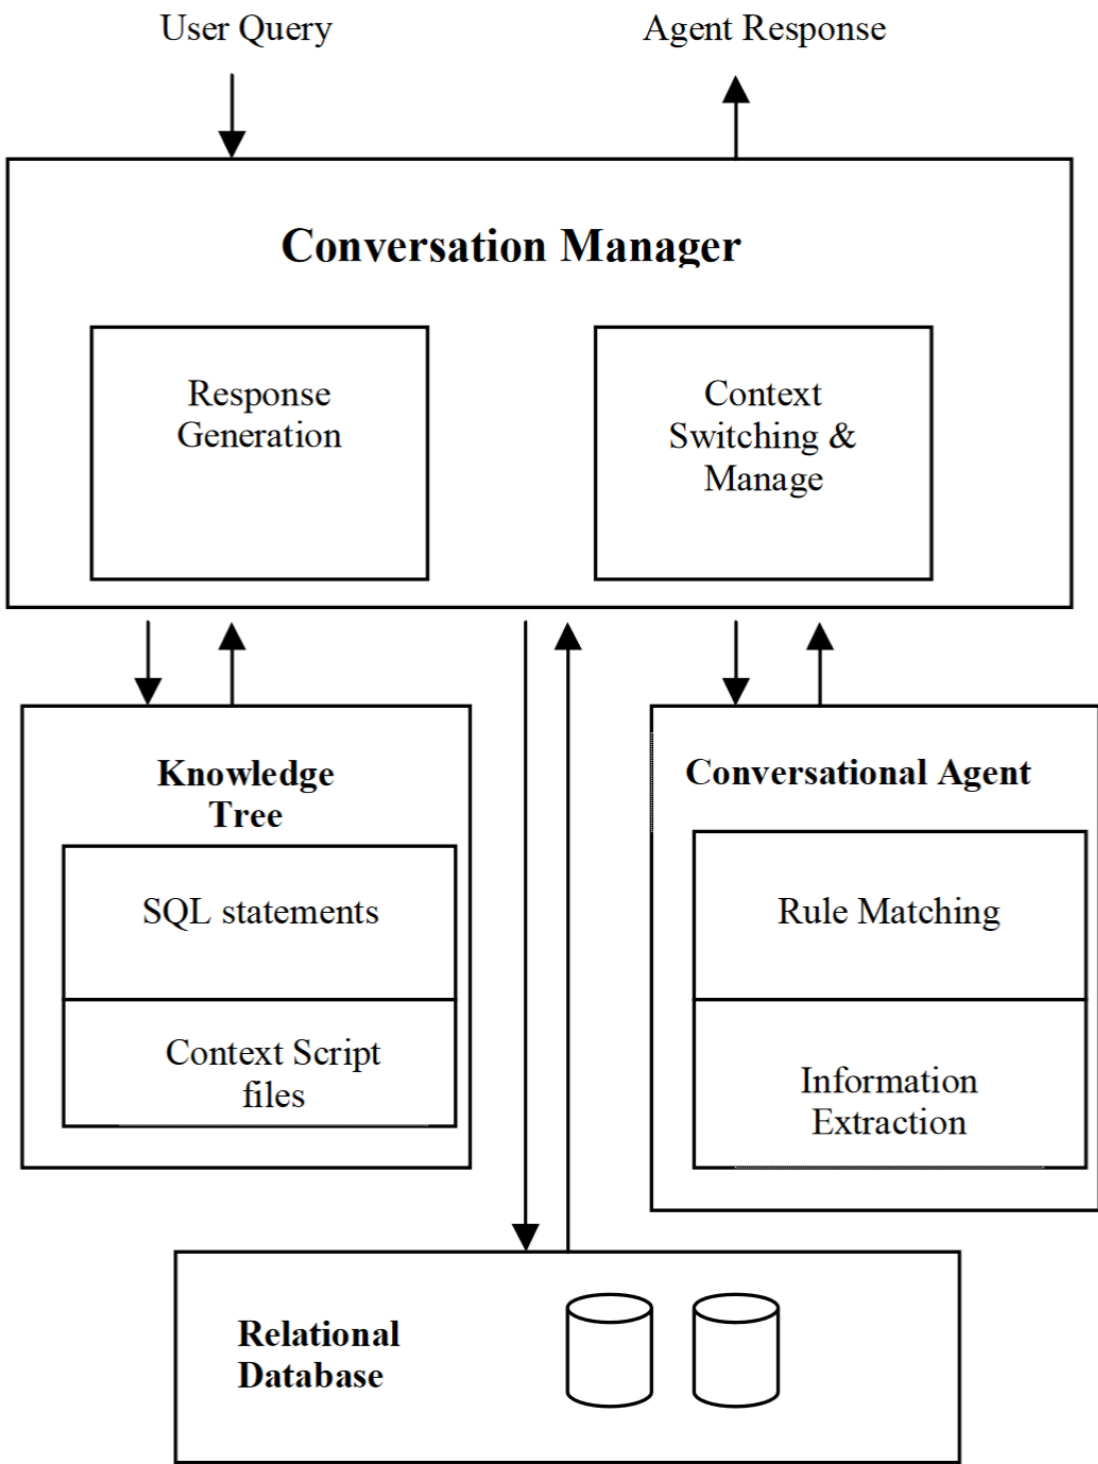 User Query
Agent Response
Conversation Manager
Response
Generation
Context
Switching &
Manage
Knowledge
Tree
SQL statements
Context Script
files
Conversational Agent
Rule Matching
Information
Extraction
Relational
Database